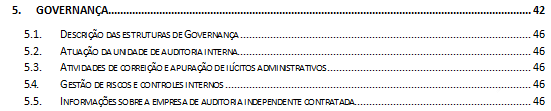 5. GOVERNANÇA........................................................................................................................ 42
5.1. DESCRIÇÃO DAS ESTRUTURAS DE GOVERNANÇA........................................................................ 46
5.2. ATUAÇÃO DA UNIDADE DE AUDITORIA INTERNA........................................................................ 46
5.3. ATIVIDADES DE CORREIÇÃO E APURAÇÃO DE ILÍCITOS ADMINISTRATIVOS................................................ 46
5.4. GESTÃO DE RISCOS E CONTROLES INTERNOS............................................................................ 46
5.5. INFORMAÇÕES SOBRE A EMPRESA DE AUDITORIA INDEPENDENTE CONTRATADA........................................ 46